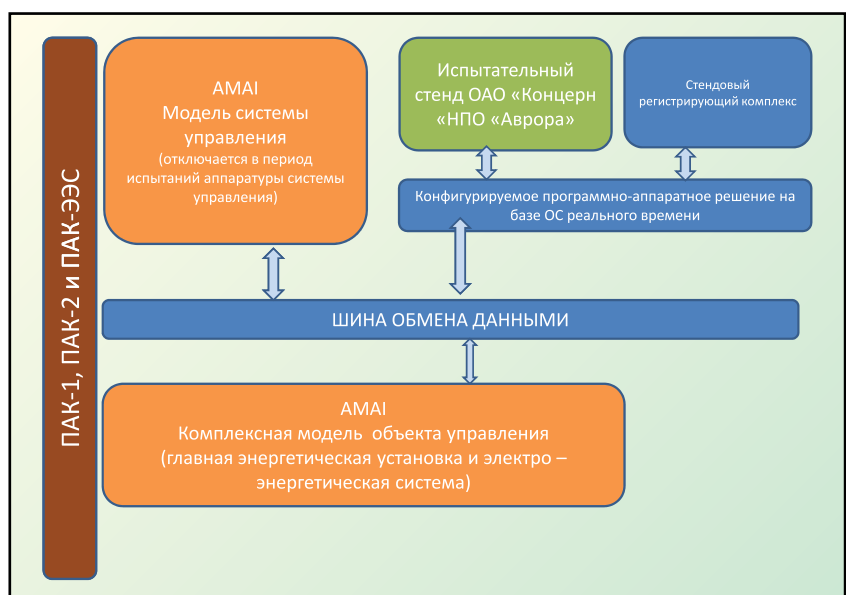 ПАК-1, ПАК-2 и ПАК-ЭЭС
AMAI
Модель системы
управления
(отключается в период
испытаний аппаратуры системы
управления)
Испытательный
стенд ОАО «Концерн
«НПО «Аврора»
Стендовый
регистрирующий комплекс
Конфигурируемое программно-аппаратное решение на
базе ОС реального времени
ШИНА ОБМЕНА ДАННЫМИ
AMAI
Комплексная модель объекта управления
(главная энергетическая установка и электро –
энергетическая система)